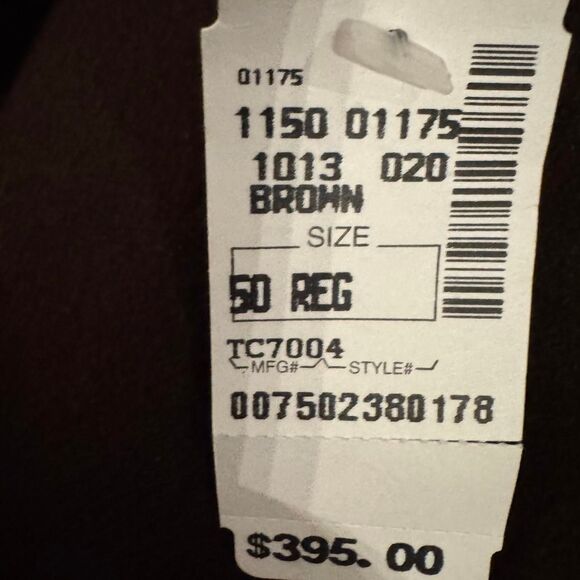 01175
1150 01175
1013 020
BROWN
SIZE
50 REG
TC7004
MFG# STYLE#
007502380178
$395.00